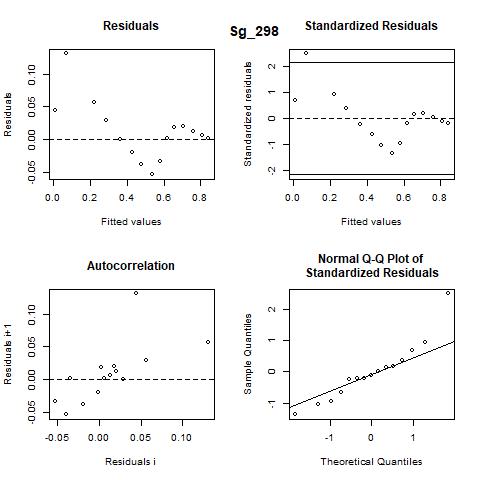 Sg_298
Residuals
Residuals
0.10
0.05
0.00
-0.05
0.0 0.2 0.4 0.6 0.8
Fitted values
Standardized Residuals
Standardized residuals
2
1
0
-1
-2
0.0 0.2 0.4 0.6 0.8
Fitted values
Autocorrelation
Residuals i+1
0.10
0.05
0.00
-0.05
-0.05 0.00 0.05 0.10
Residuals i
Normal Q-Q Plot of
Standardized Residuals
Sample Quantiles
2
1
0
-1
-1 0 1
Theoretical Quantiles